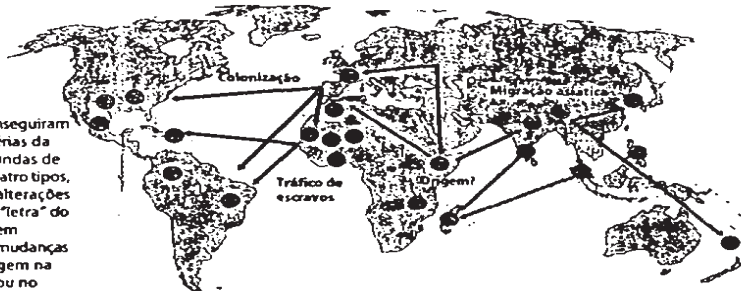 Colonização
Migração asiática
nseguiram
rias da
undas de
atro tipos,
alterações
"letra" do
em
mudanças
gem na
ou no
Tráfico de
escravos
Origem?